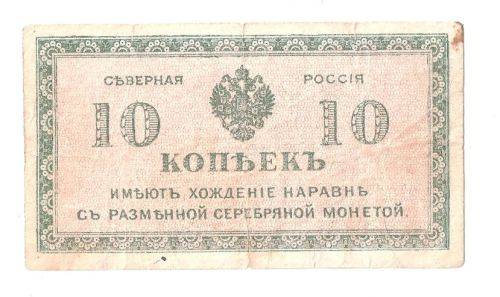 СѢВЕРНАЯ РОССІЯ
10 10
КОПѢЕКЪ
ИМѢЮТЪ ХОЖДЕНІЕ НАРАВНѢ
СЪ РАЗМѢННОЙ СЕРЕБРЯНОЙ МОНЕТОЙ.